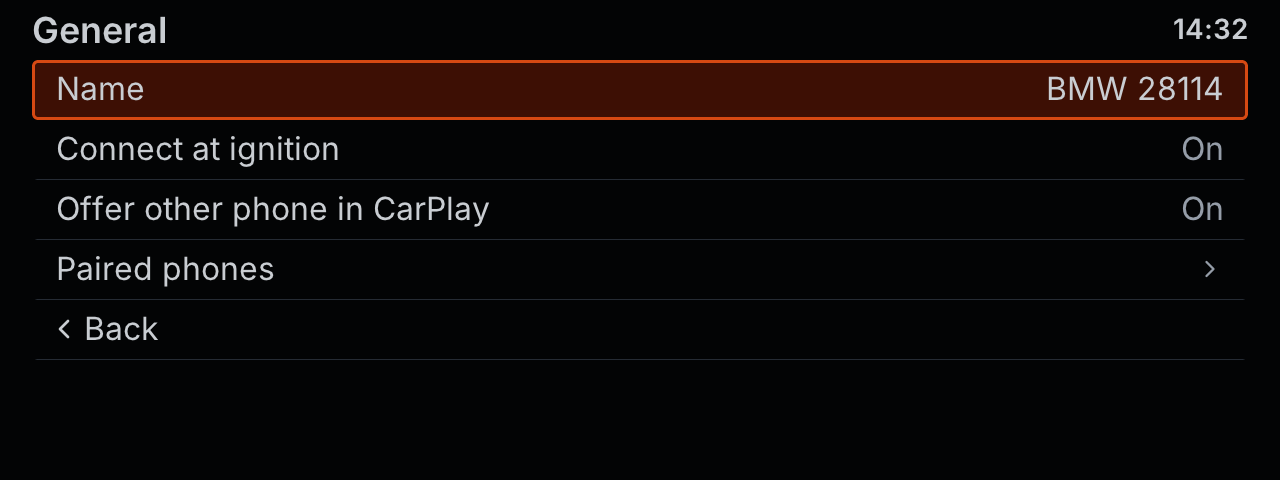 General
14:32
Name
BMW 28114
Connect at ignition
On
Offer other phone in CarPlay
On
Paired phones
Back